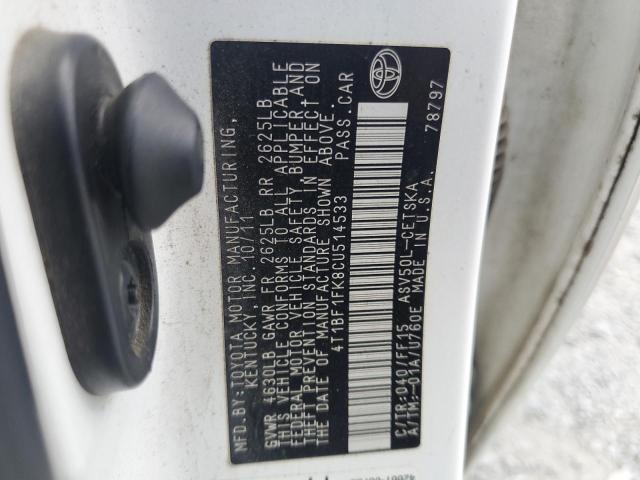 MFD.BY:TOYOTA MOTOR MANUFACTURING,
KENTUCKY, INC. 10/11
GVWR 4630LB GAWR FR 2625LB RR 2625LB
THIS VEHICLE CONFORMS TO ALL APPLICABLE
FEDERAL MOTOR VEHICLE SAFETY, BUMPER, AND
THEFT PREVENTION STANDARDS IN EFFECT ON
THE DATE OF MANUFACTURE SHOWN ABOVE.
4T1BF1FK8CU514533 PASS. CAR
C/TR:040/FF15 ASV50L-CETSKA
A/TM:-01A/U760E MADE IN U.S.A.
78797